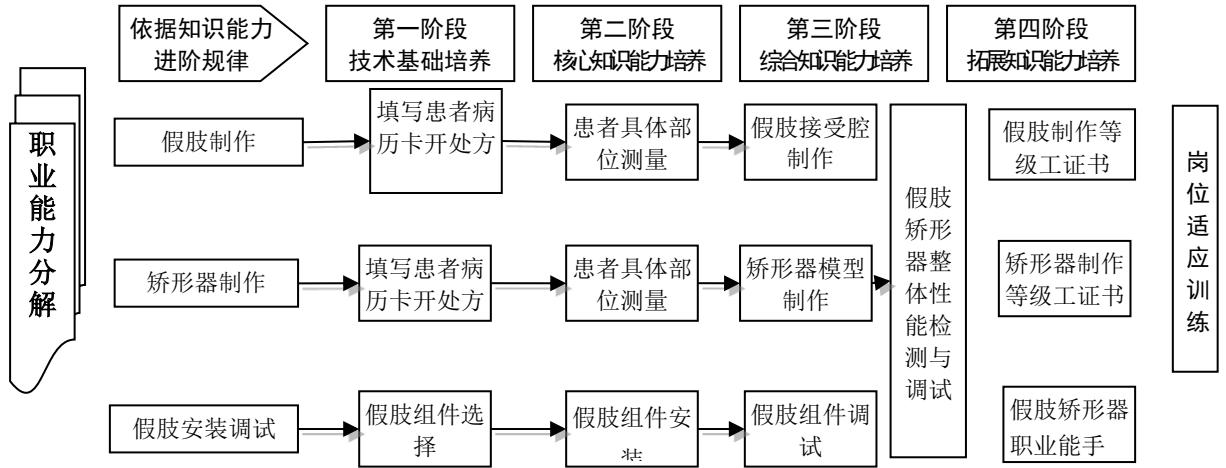 依据知识能力
进阶规律
第一阶段
技术基础培养
第二阶段
核心知识能力培养
第三阶段
综合知识能力培养
第四阶段
拓展知识能力培养
职业能力分解
假肢制作
填写患者病
历卡开处方
患者具体部
位测量
假肢接受腔
制作
假肢制作等
级工证书
矫形器制作
填写患者病
历卡开处方
患者具体部
位测量
矫形器模型
制作
假肢
矫形
器整
体性
能检
测与
调试
矫形器制作
等级工证书
假肢安装调试
假肢组件选
择
假肢组件安
装
假肢组件调
试
假肢矫形器
职业能手
岗位适应训练